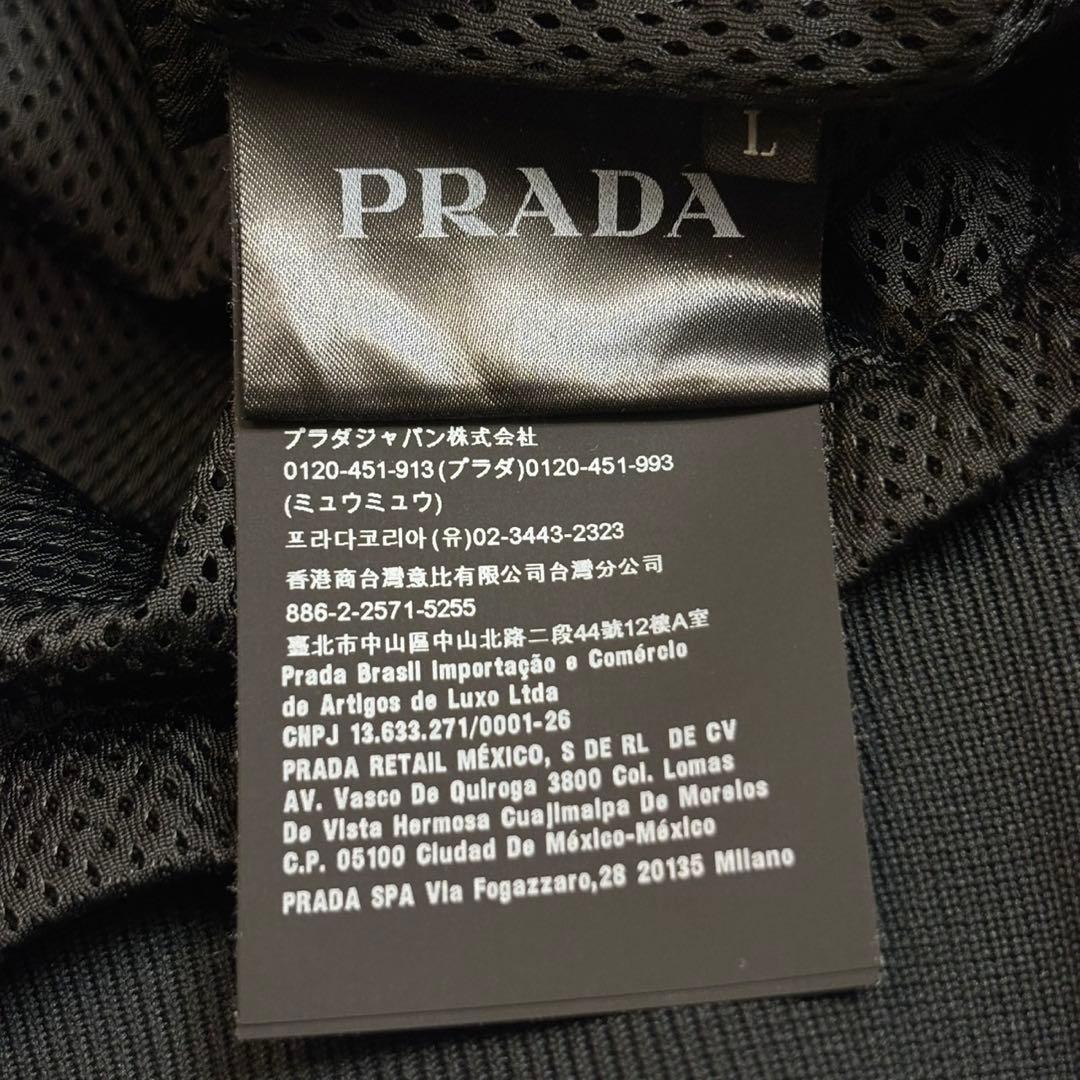 L
PRADA
プラダジャパン株式会社
0120-451-913(プラダ)0120-451-993
(ミュウミュウ)
프라다코리아(유)02-3443-2323
香港商台灣意比有限公司台灣分公司
886-2-2571-5255
臺北市中山區中山北路二段44號12樓A室
Prada Brasil Importação e Comércio
de Artigos de Luxo Ltda
CNPJ 13.633.271/0001-26
PRADA RETAIL MÉXICO, S DE RL DE CV
AV. Vasco De Quiroga 3800 Col. Lomas
De Vista Hermosa Cuajimalpa De Morelos
C.P. 05100 Ciudad De México-México
PRADA SPA Via Fogazzaro,28 20135 Milano